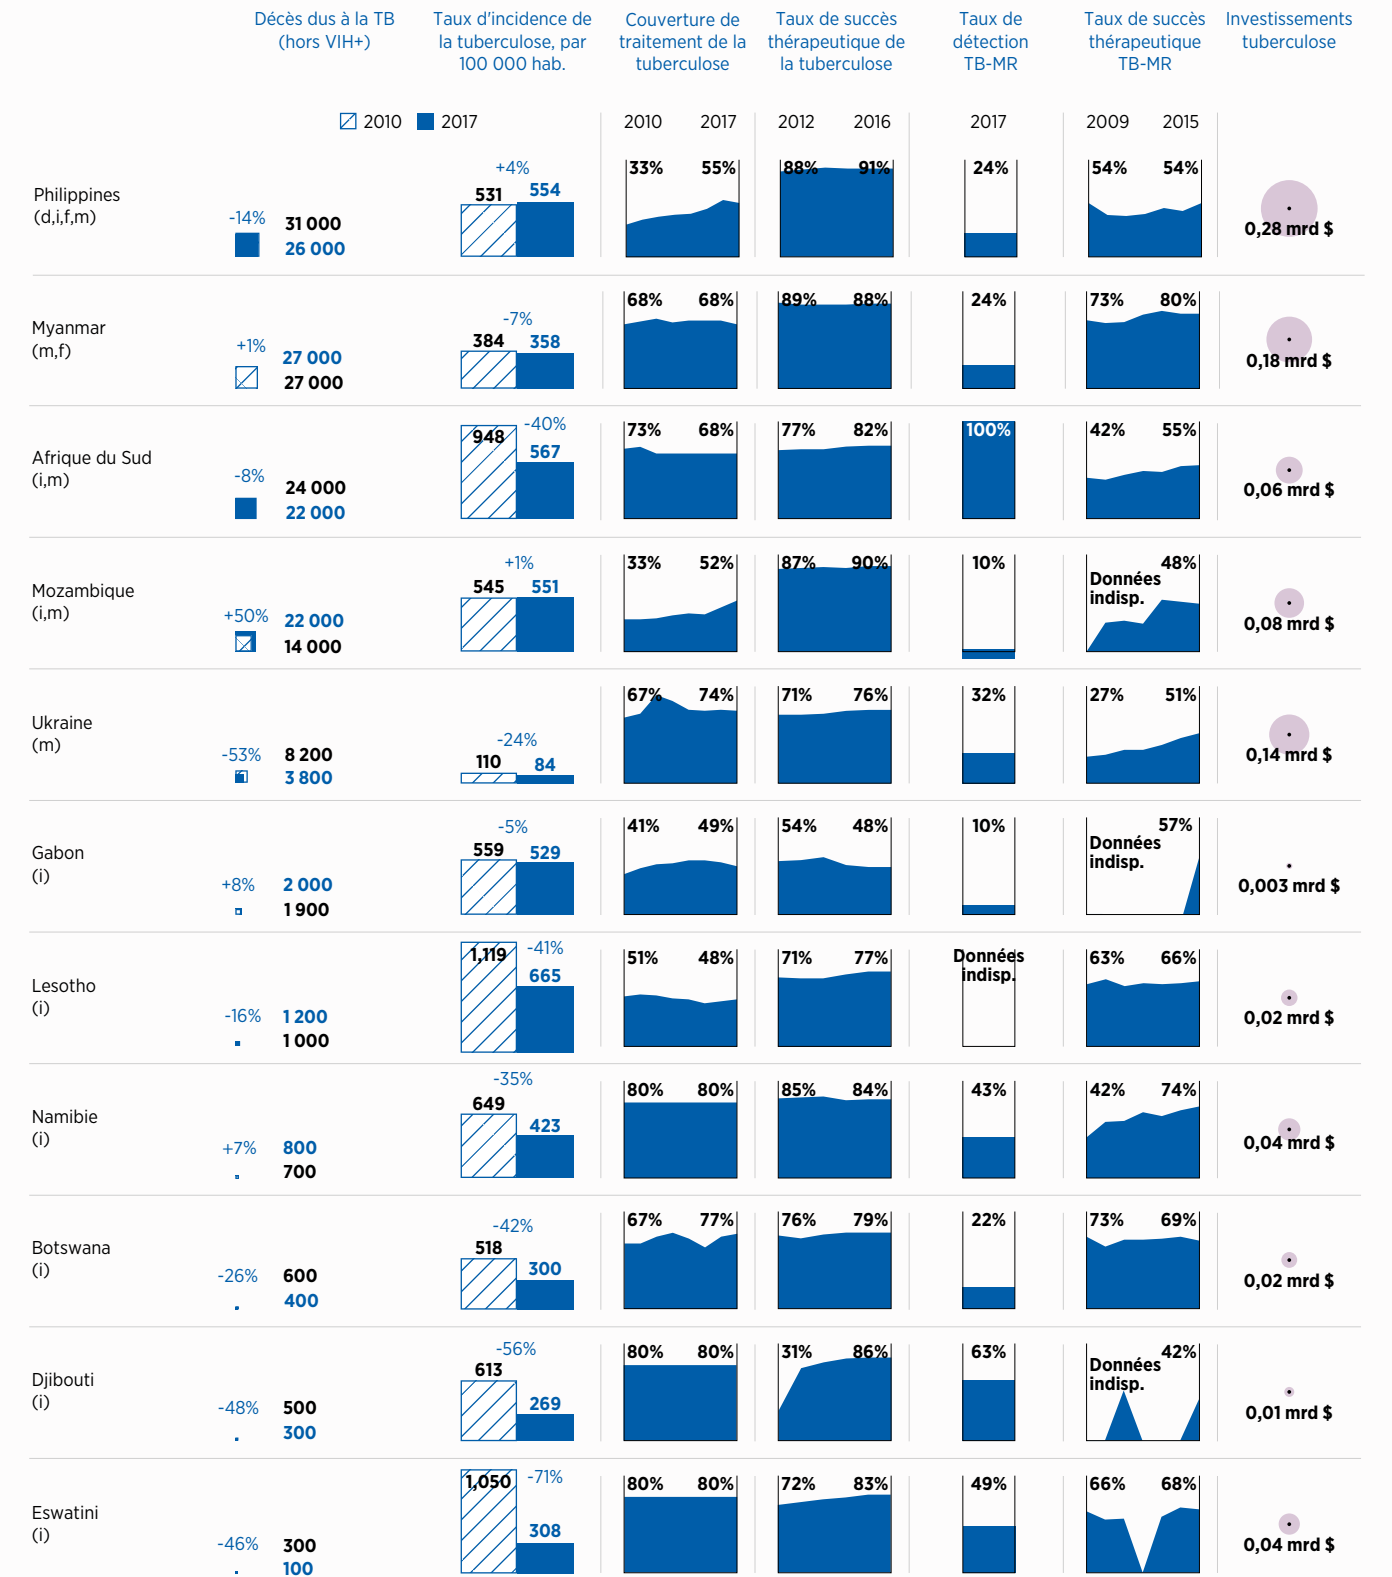 Décès dus à la TB
(hors VIH+)
Taux d'incidence de
la tuberculose, par
100 000 hab.
Couverture de
traitement de la
tuberculose
Taux de succès
thérapeutique de
la tuberculose
Taux de
détection
TB-MR
Taux de succès
thérapeutique
TB-MR
Investissements
tuberculose
2010 2017
2010 2017
2012 2016
2017
2009 2015
Philippines
(d,i,f,m)
-14%
31 000
26 000
+4%
531 554
33% 55%
88% 91%
24%
54% 54%
0,28 mrd $
Myanmar
(m,f)
+1%
27 000
27 000
-7%
384 358
68% 68%
89% 88%
24%
73% 80%
0,18 mrd $
Afrique du Sud
(i,m)
-8%
24 000
22 000
-40%
948 567
73% 68%
77% 82%
100%
42% 55%
0,06 mrd $
Mozambique
(i,m)
+50%
22 000
14 000
+1%
545 551
33% 52%
87% 90%
10%
48%
Données
indisp.
0,08 mrd $
Ukraine
(m)
-53%
8 200
3 800
-24%
110 84
67% 74%
71% 76%
32%
27% 51%
0,14 mrd $
Gabon
(i)
+8%
2 000
1 900
-5%
559 529
41% 49%
54% 48%
10%
57%
Données
indisp.
0,003 mrd $
Lesotho
(i)
-16%
1 200
1 000
-41%
1,119 665
51% 48%
71% 77%
Données
indisp.
63% 66%
0,02 mrd $
Namibie
(i)
+7%
800
700
-35%
649 423
80% 80%
85% 84%
43%
42% 74%
0,04 mrd $
Botswana
(i)
-26%
600
400
-42%
518 300
67% 77%
76% 79%
22%
73% 69%
0,02 mrd $
Djibouti
(i)
-48%
500
300
-56%
613 269
80% 80%
31% 86%
63%
42%
Données
indisp.
0,01 mrd $
Eswatini
(i)
-46%
300
100
-71%
1,050 308
80% 80%
72% 83%
49%
66% 68%
0,04 mrd $